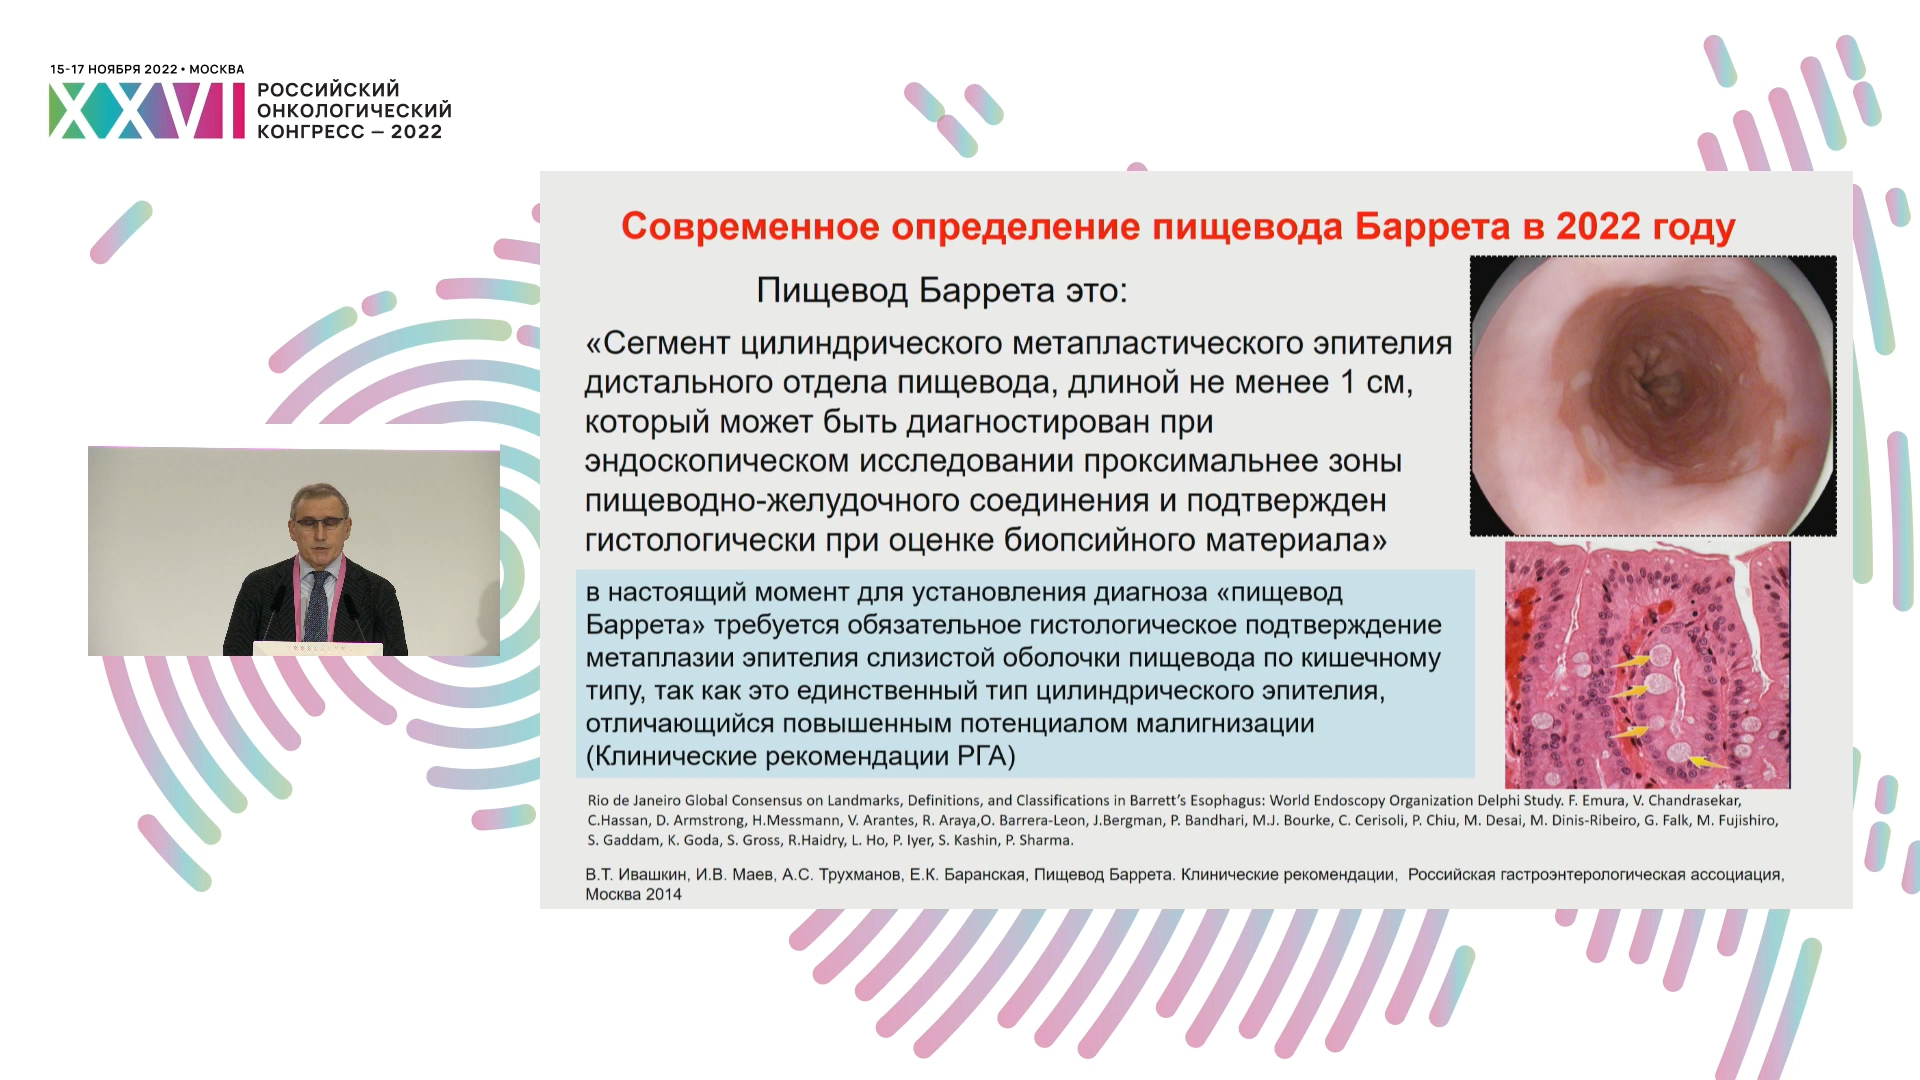 15-17 НОЯБРЯ 2022 • МОСКВА
XXVI
РОССИЙСКИЙ
ОНКОЛОГИЧЕСКИЙ
КОНГРЕСС – 2022
Современное определение пищевода Баррета в 2022 году
Пищевод Баррета это:
«Сегмент цилиндрического метапластического эпителия
дистального отдела пищевода, длиной не менее 1 см,
который может быть диагностирован при
эндоскопическом исследовании проксимальнее зоны
пищеводно-желудочного соединения и подтвержден
гистологически при оценке биопсийного материала»
в настоящий момент для установления диагноза «пищевод
Баррета» требуется обязательное гистологическое подтверждение
метаплазии эпителия слизистой оболочки пищевода по кишечному
типу, так как это единственный тип цилиндрического эпителия,
отличающийся повышенным потенциалом малигнизации
(Клинические рекомендации РГА)
Rio de Janeiro Global Consensus on Landmarks, Definitions, and Classifications in Barrett’s Esophagus: World Endoscopy Organization Delphi Study. F. Emura, V. Chandrasekar,
C.Hassan, D. Armstrong, H.Messmann, V. Arantes, R. Araya,O. Barrera-Leon, J.Bergman, P. Bandhari, M.J. Bourke, C. Cerisoli, P. Chiu, M. Desai, M. Dinis-Ribeiro, G. Falk, M. Fujishiro,
S. Gaddam, K. Goda, S. Gross, R.Haidry, L. Ho, P. Iyer, S. Kashin, P. Sharma.
В.Т. Ивашкин, И.В. Маев, А.С. Трухманов, Е.К. Баранская, Пищевод Баррета. Клинические рекомендации, Российская гастроэнтерологическая ассоциация,
Москва 2014